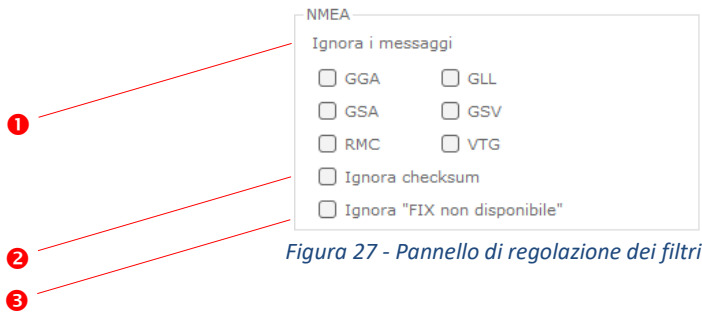 NMEA
Ignora i messaggi
GGA GLL
GSA GSV
RMC VTG
Ignora checksum
Ignora "FIX non disponibile"
Figura 27 - Pannello di regolazione dei filtri
1
2
3